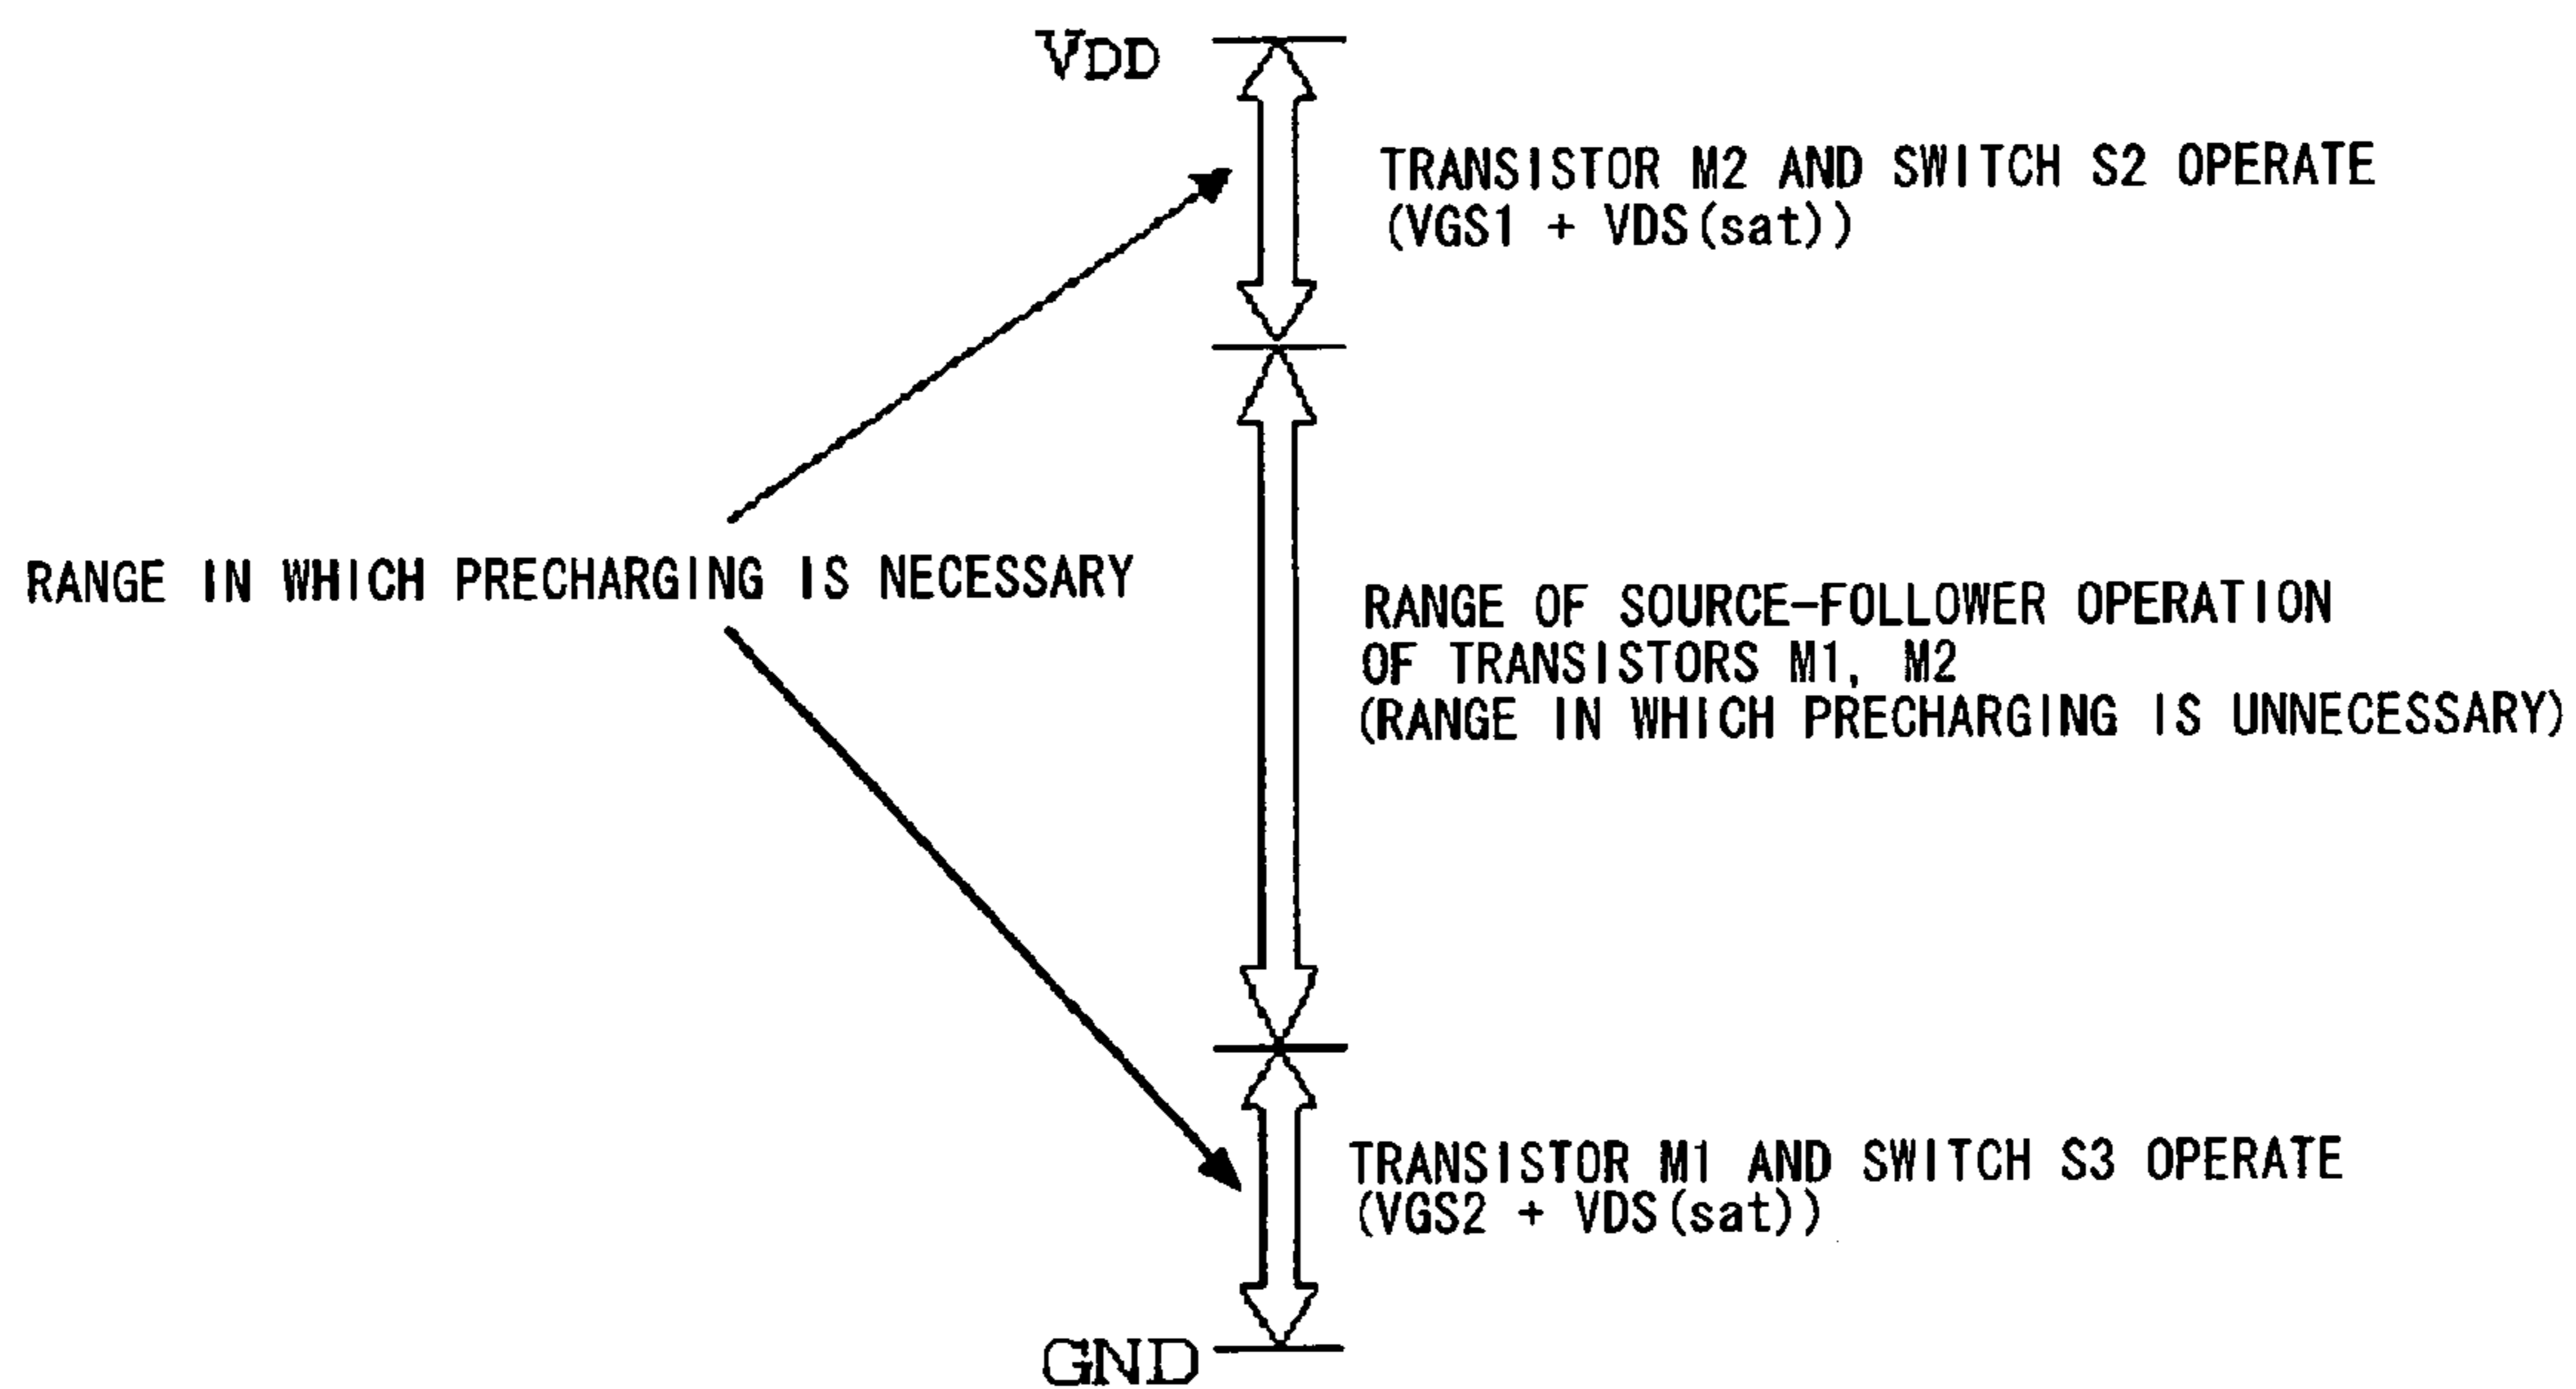 VDD
TRANSISTOR M2 AND SWITCH S2 OPERATE
(VGS1 + VDS(sat))
RANGE IN WHICH PRECHARGING IS NECESSARY
RANGE OF SOURCE-FOLLOWER OPERATION
OF TRANSISTORS M1, M2
(RANGE IN WHICH PRECHARGING IS UNNECESSARY)
TRANSISTOR M1 AND SWITCH S3 OPERATE
(VGS2 + VDS(sat))
GND